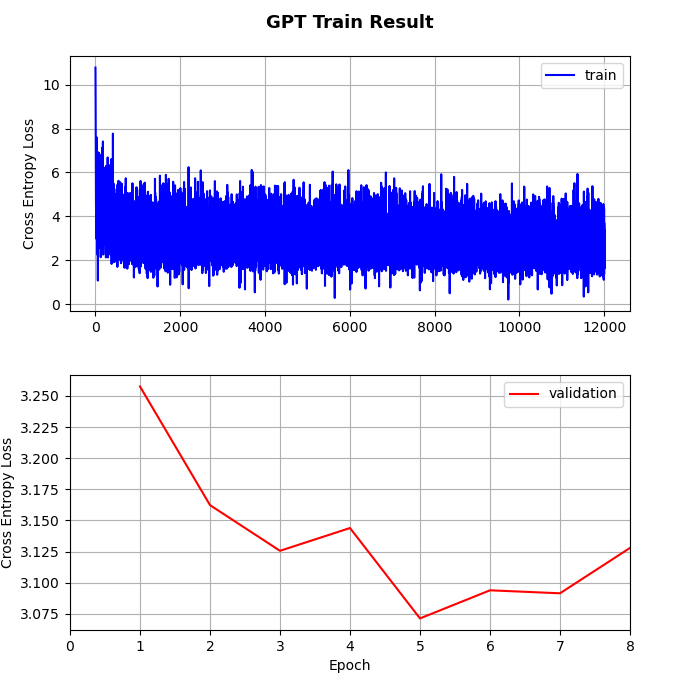 GPT Train Result
train
Cross Entropy Loss
10
8
6
4
2
0
0 2000 4000 6000 8000 10000 12000
validation
Cross Entropy Loss
3.250
3.225
3.200
3.175
3.150
3.125
3.100
3.075
0 1 2 3 4 5 6 7 8
Epoch